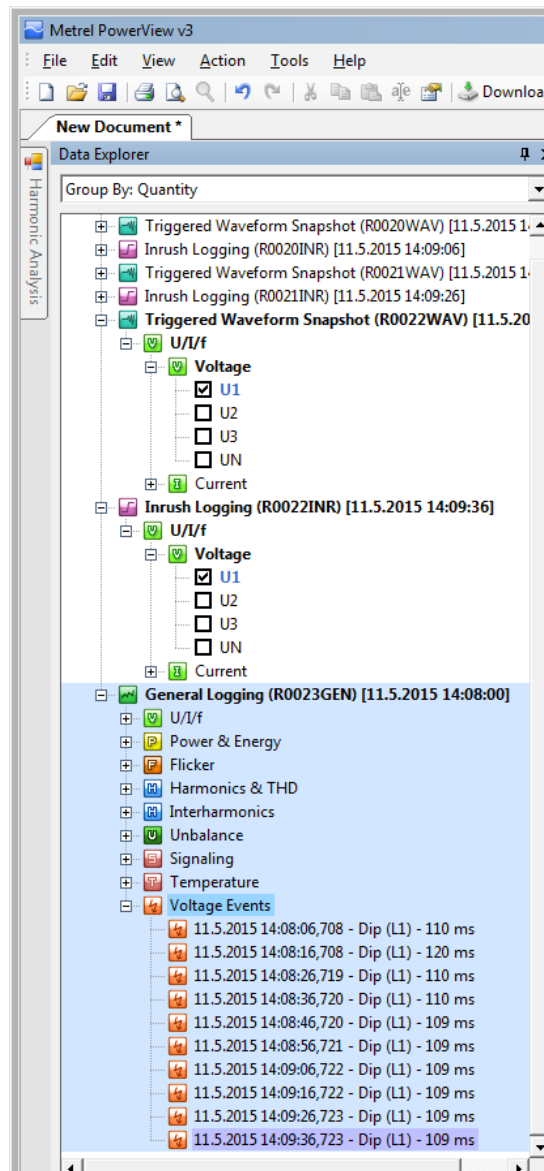 Metrel PowerView v3
File Edit View Action Tools Help
Downloa
New Document *
Harmonic Analysis
Data Explorer
Group By: Quantity
Triggered Waveform Snapshot (R0020WAV) [11.5.2015 14
Inrush Logging (R0020INR) [11.5.2015 14:09:06]
Triggered Waveform Snapshot (R0021WAV) [11.5.2015 14
Inrush Logging (R0021INR) [11.5.2015 14:09:26]
Triggered Waveform Snapshot (R0022WAV) [11.5.20
U/I/f
Voltage
U1
U2
U3
UN
Current
Inrush Logging (R0022INR) [11.5.2015 14:09:36]
U/I/f
Voltage
U1
U2
U3
UN
Current
General Logging (R0023GEN) [11.5.2015 14:08:00]
U/I/f
Power & Energy
Flicker
Harmonics & THD
Interharmonics
Unbalance
Signaling
Temperature
Voltage Events
11.5.2015 14:08:06,708 - Dip (L1) - 110 ms
11.5.2015 14:08:16,708 - Dip (L1) - 120 ms
11.5.2015 14:08:26,719 - Dip (L1) - 110 ms
11.5.2015 14:08:36,720 - Dip (L1) - 110 ms
11.5.2015 14:08:46,720 - Dip (L1) - 109 ms
11.5.2015 14:08:56,721 - Dip (L1) - 109 ms
11.5.2015 14:09:06,722 - Dip (L1) - 109 ms
11.5.2015 14:09:16,722 - Dip (L1) - 109 ms
11.5.2015 14:09:26,723 - Dip (L1) - 109 ms
11.5.2015 14:09:36,723 - Dip (L1) - 109 ms